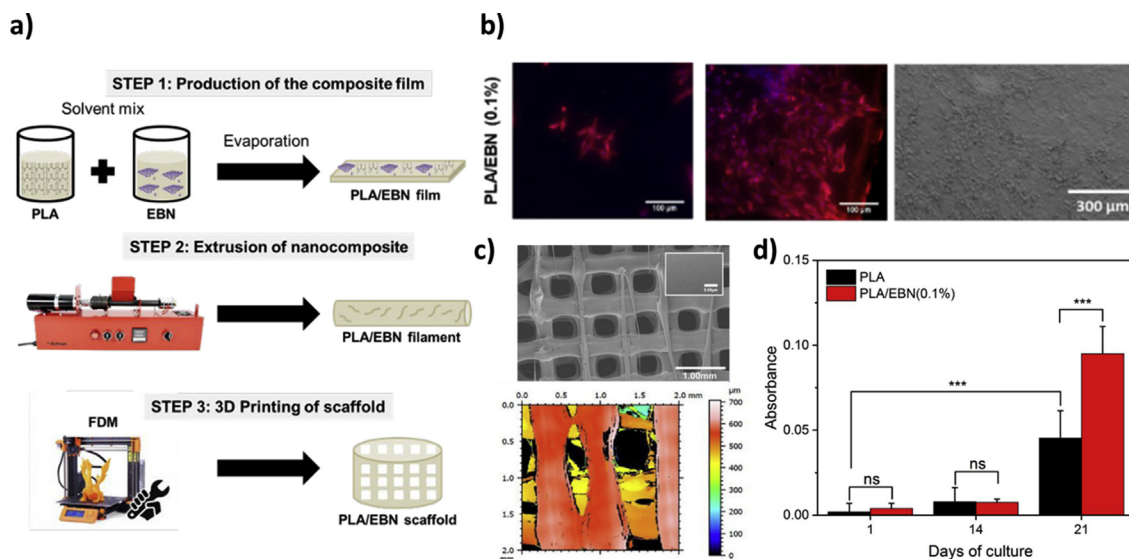 a)
STEP 1: Production of the composite film
Solvent mix
Evaporation
PLA
EBN
PLA/EBN film
STEP 2: Extrusion of nanocomposite
PLA/EBN filament
STEP 3: 3D Printing of scaffold
FDM
PLA/EBN scaffold
b)
PLA/EBN (0.1%)
100 µm
100 µm
300 µm
c)
1.00mm
0.0 0.5 1.0 1.5 2.0 mm
0.0
0.5
1.0
1.5
2.0
mm
µm
700
600
500
400
300
200
100
0
d)
PLA
PLA/EBN(0.1%)
***
***
ns
ns
Absorbance
0.15
0.10
0.05
0.00
1 14 21
Days of culture